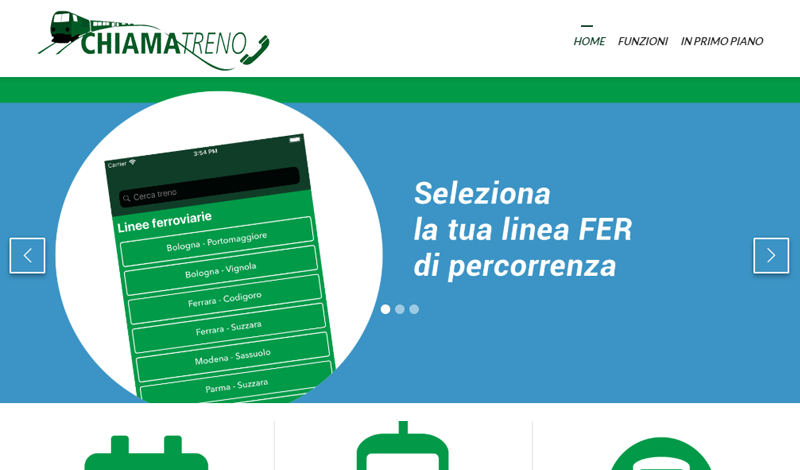 CHIAMATRENO
HOME FUNZIONI IN PRIMO PIANO
Carrier 3:54 PM
Cerca treno
Linee ferroviarie
Bologna - Portomaggiore
Bologna - Vignola
Ferrara - Codigoro
Ferrara - Suzzara
Modena - Sassuolo
Parma - Suzzara
Seleziona
la tua linea FER
di percorrenza